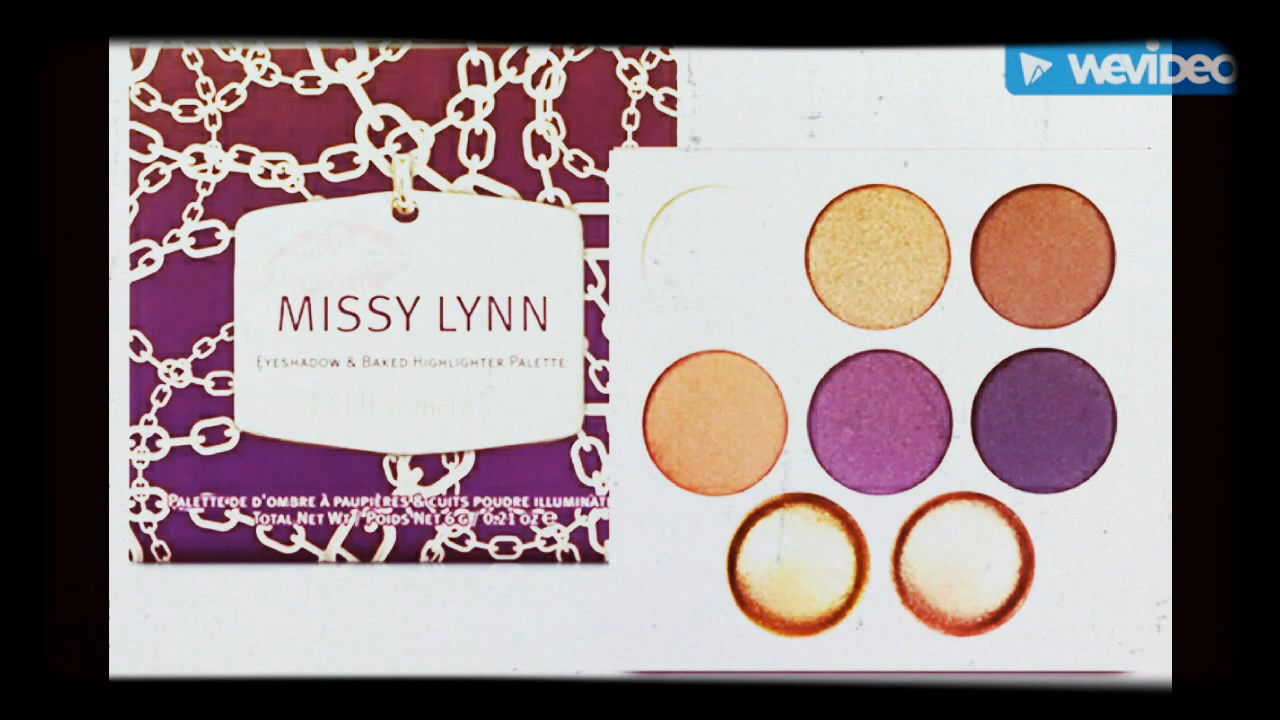 WEVIDEO
MISSY LYNN
EYESHADOW & BAKED HIGHLIGHTER PALETTE
PALETTE DE D'OMBRE À PAUPIÈRES & CUITS POUDRE ILLUMINAT
TOTAL NET WT / POIDS NET 6 G / 0.21 OZ e